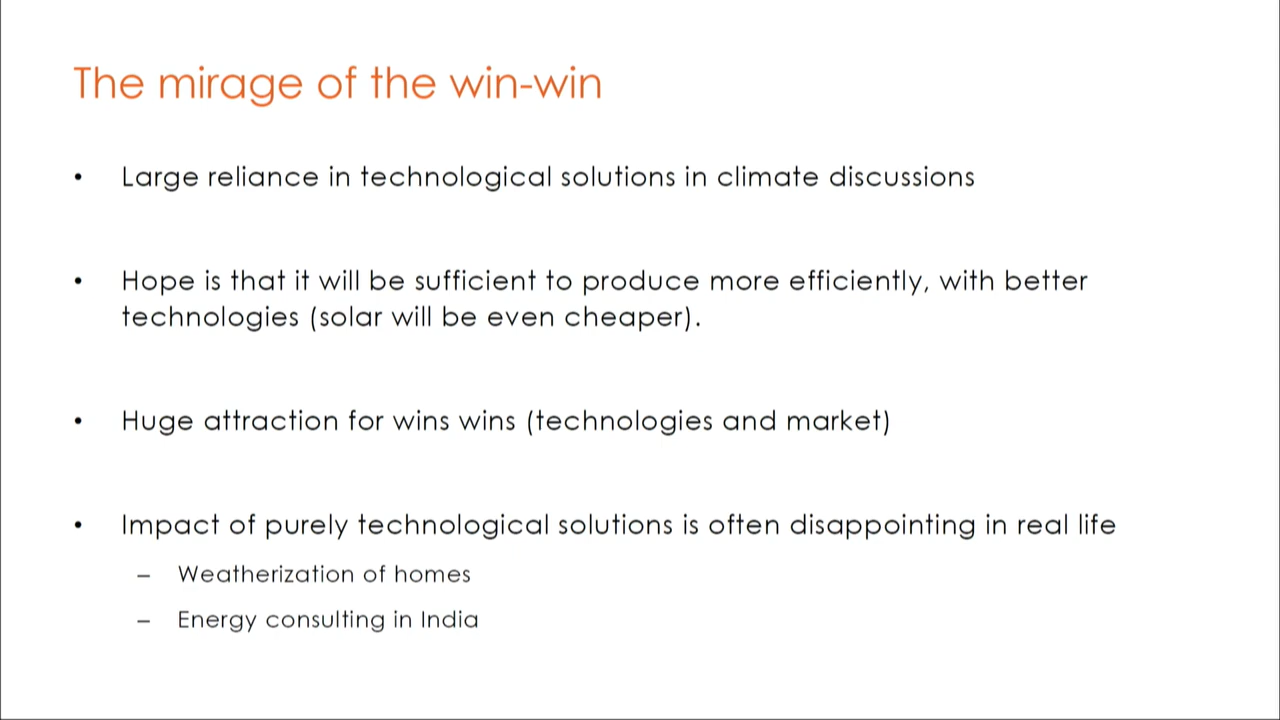 The mirage of the win-win
• Large reliance in technological solutions in climate discussions
• Hope is that it will be sufficient to produce more efficiently, with better
technologies (solar will be even cheaper).
• Huge attraction for wins wins (technologies and market)
• Impact of purely technological solutions is often disappointing in real life
– Weatherization of homes
– Energy consulting in India